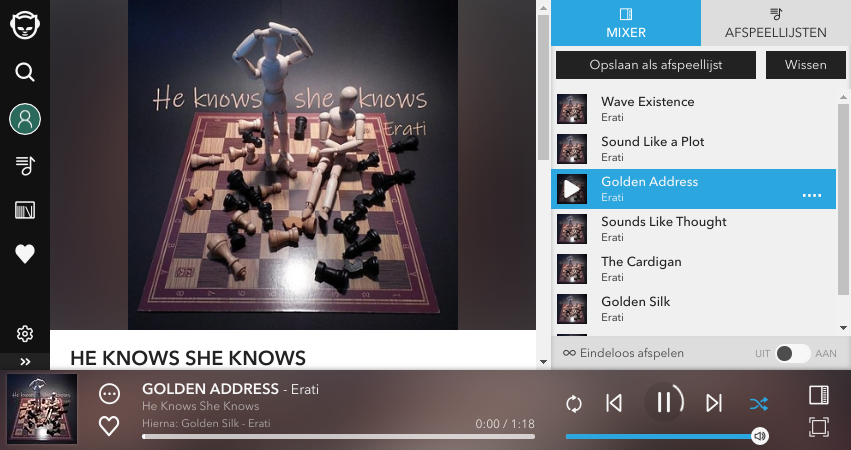 He knows she knows
Erati
HE KNOWS SHE KNOWS
MIXER
AFSPEELLIJSTEN
Opslaan als afspeellijst
Wissen
Wave Existence
Erati
Sound Like a Plot
Erati
Golden Address
Erati
Sounds Like Thought
Erati
The Cardigan
Erati
Golden Silk
Erati
Eindeloos afspelen
UIT
AAN
GOLDEN ADDRESS - Erati
He Knows She Knows
Hierna: Golden Silk - Erati
0:00 / 1:18